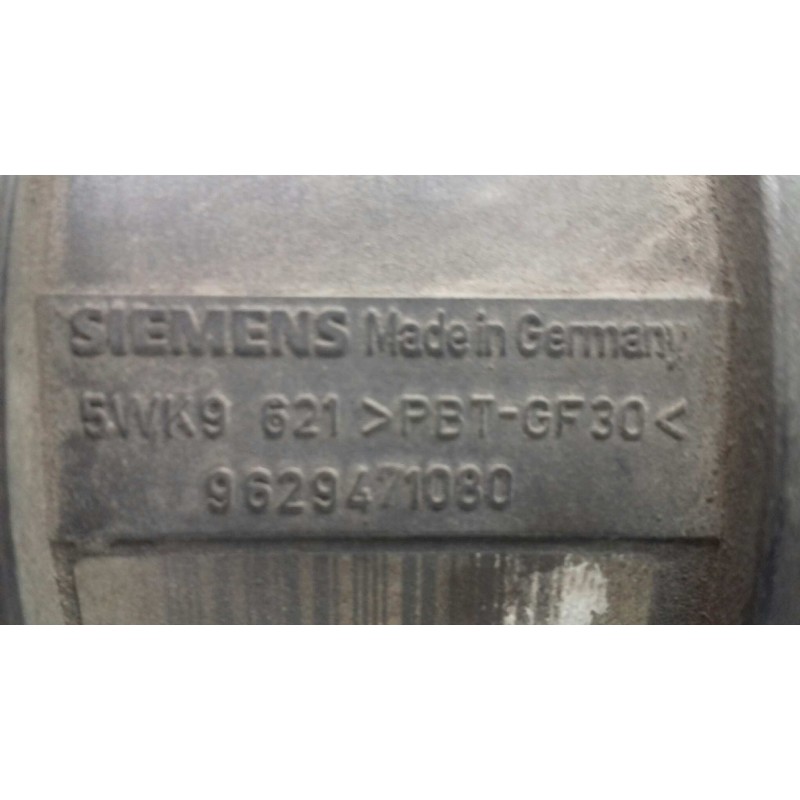 SIEMENS Made in Germany
5WK9 621 >PBT-GF30<
9629471080